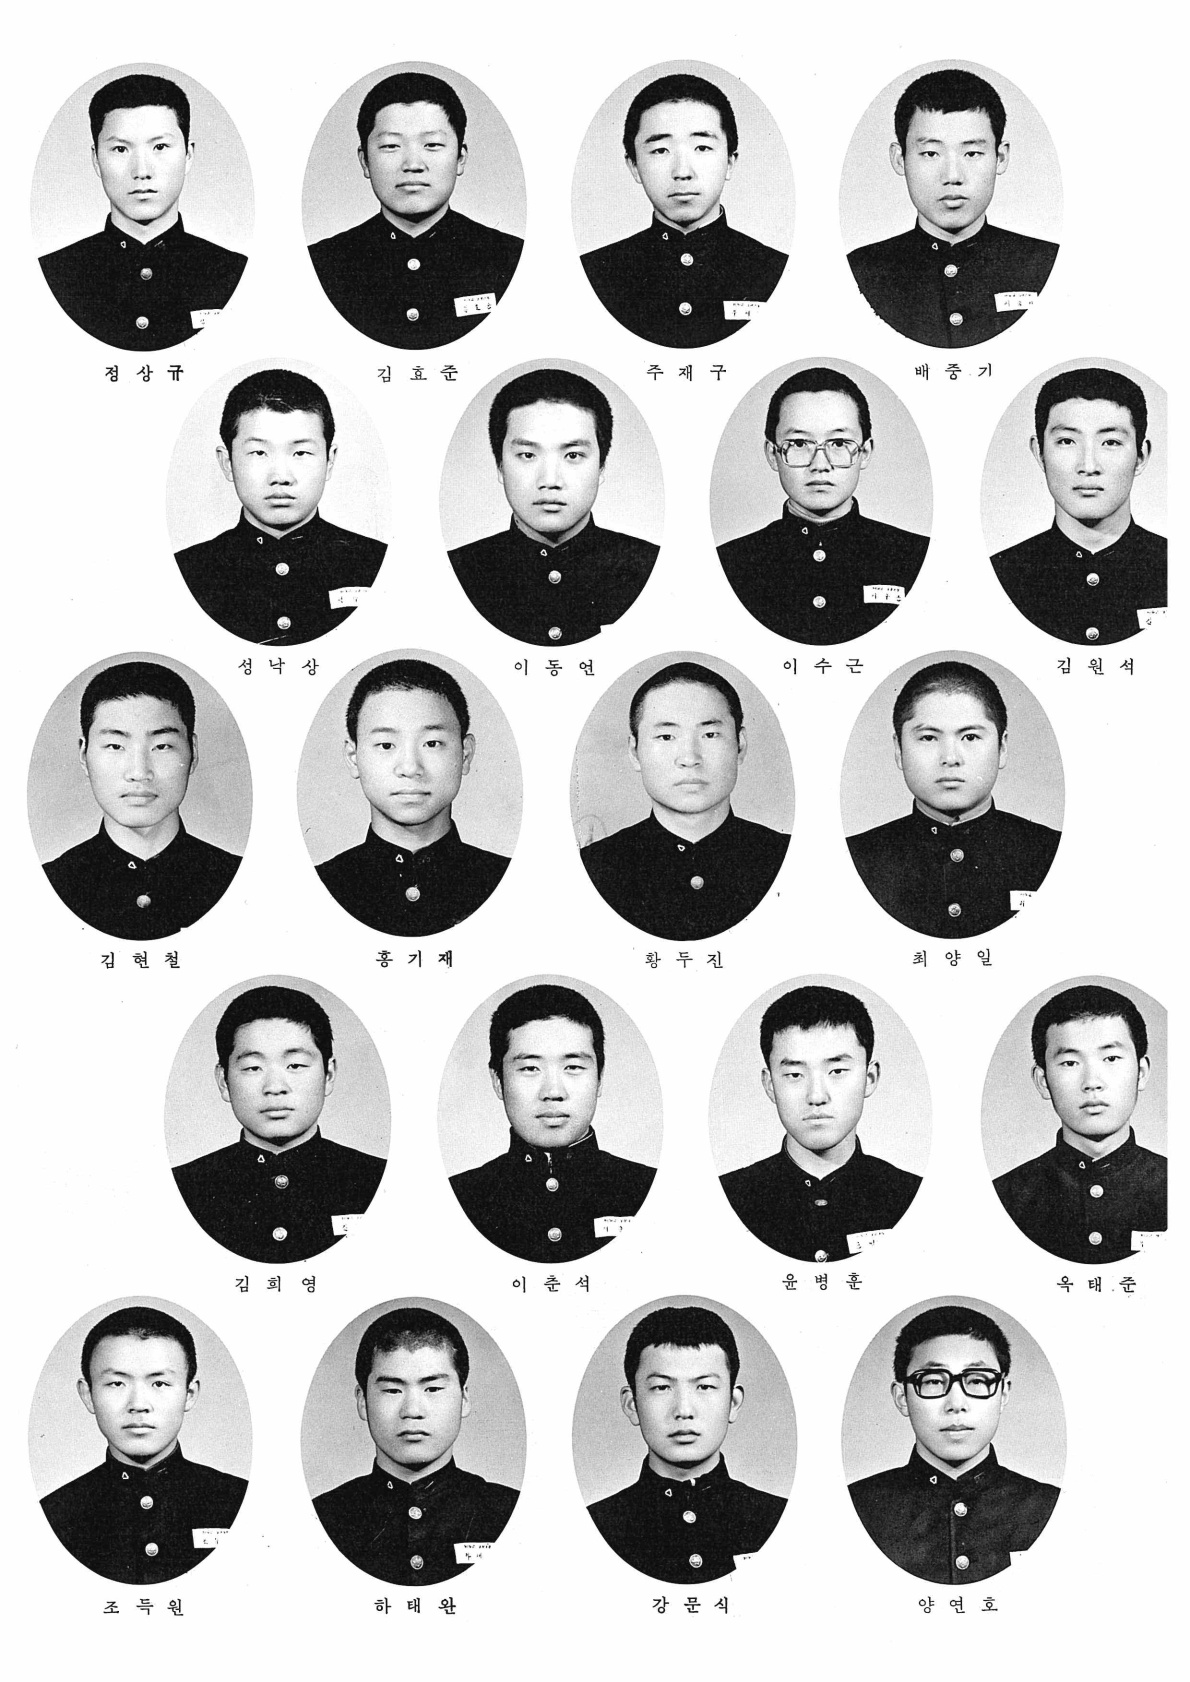 정상규 김효준 주재구 배중기
성낙상 이동연 이수근 김원석
김현철 홍기재 황두진 최양일
김희영 이춘석 윤병훈 옥태준
조득원 하태완 강문식 양연호